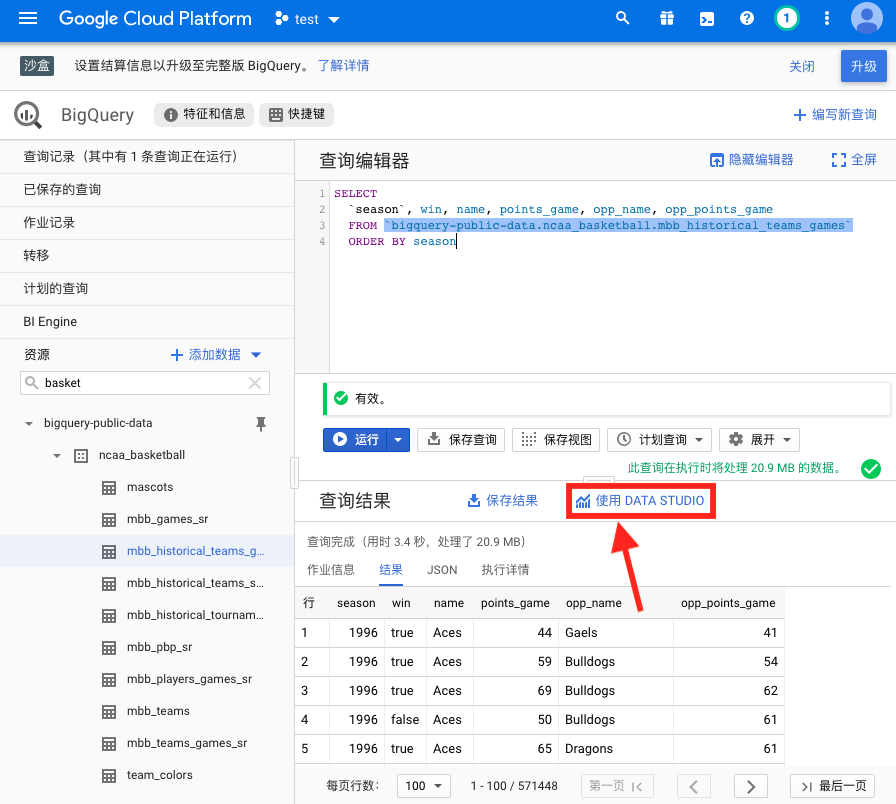 Google Cloud Platform test 1
沙盒 设置结算信息以升级至完整版 BigQuery。 了解详情 关闭 升级
BigQuery 特征和信息 快捷键 编写新查询
查询记录（其中有 1 条查询正在运行）
已保存的查询
作业记录
转移
计划的查询
BI Engine
资源 添加数据
basket
bigquery-public-data
ncaa_basketball
mascots
mbb_games_sr
mbb_historical_teams_g...
mbb_historical_teams_s...
mbb_historical_tournam...
mbb_pbp_sr
mbb_players_games_sr
mbb_teams
mbb_teams_games_sr
team_colors
查询编辑器 隐藏编辑器 全屏
1 SELECT
2 `season`, win, name, points_game, opp_name, opp_points_game
3 FROM `bigquery-public-data.ncaa_basketball.mbb_historical_teams_games`
4 ORDER BY season
有效。
运行 保存查询 保存视图 计划查询 展开
此查询在执行时将处理 20.9 MB 的数据。
查询结果 保存结果 使用 DATA STUDIO
查询完成（用时 3.4 秒，处理了 20.9 MB）
作业信息 结果 JSON 执行详情
行 season win name points_game opp_name opp_points_game
1 1996 true Aces 44 Gaels 41
2 1996 true Aces 59 Bulldogs 54
3 1996 true Aces 69 Bulldogs 62
4 1996 false Aces 50 Bulldogs 61
5 1996 true Aces 65 Dragons 61
每页行数： 100 1 - 100 / 571448 第一页 最后一页